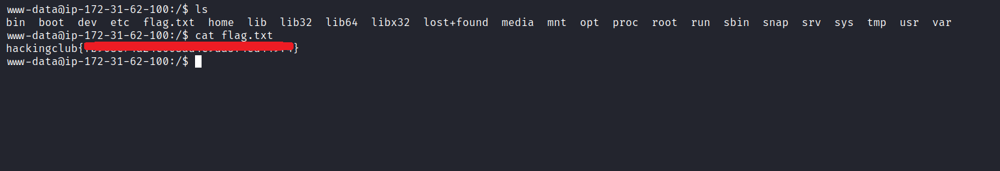 www-data@ip-172-31-62-100:/$ ls
bin boot dev etc flag.txt home lib lib32 lib64 libx32 lost+found media mnt opt proc root run sbin snap srv sys tmp usr var
www-data@ip-172-31-62-100:/$ cat flag.txt
hackingclub{ }
www-data@ip-172-31-62-100:/$